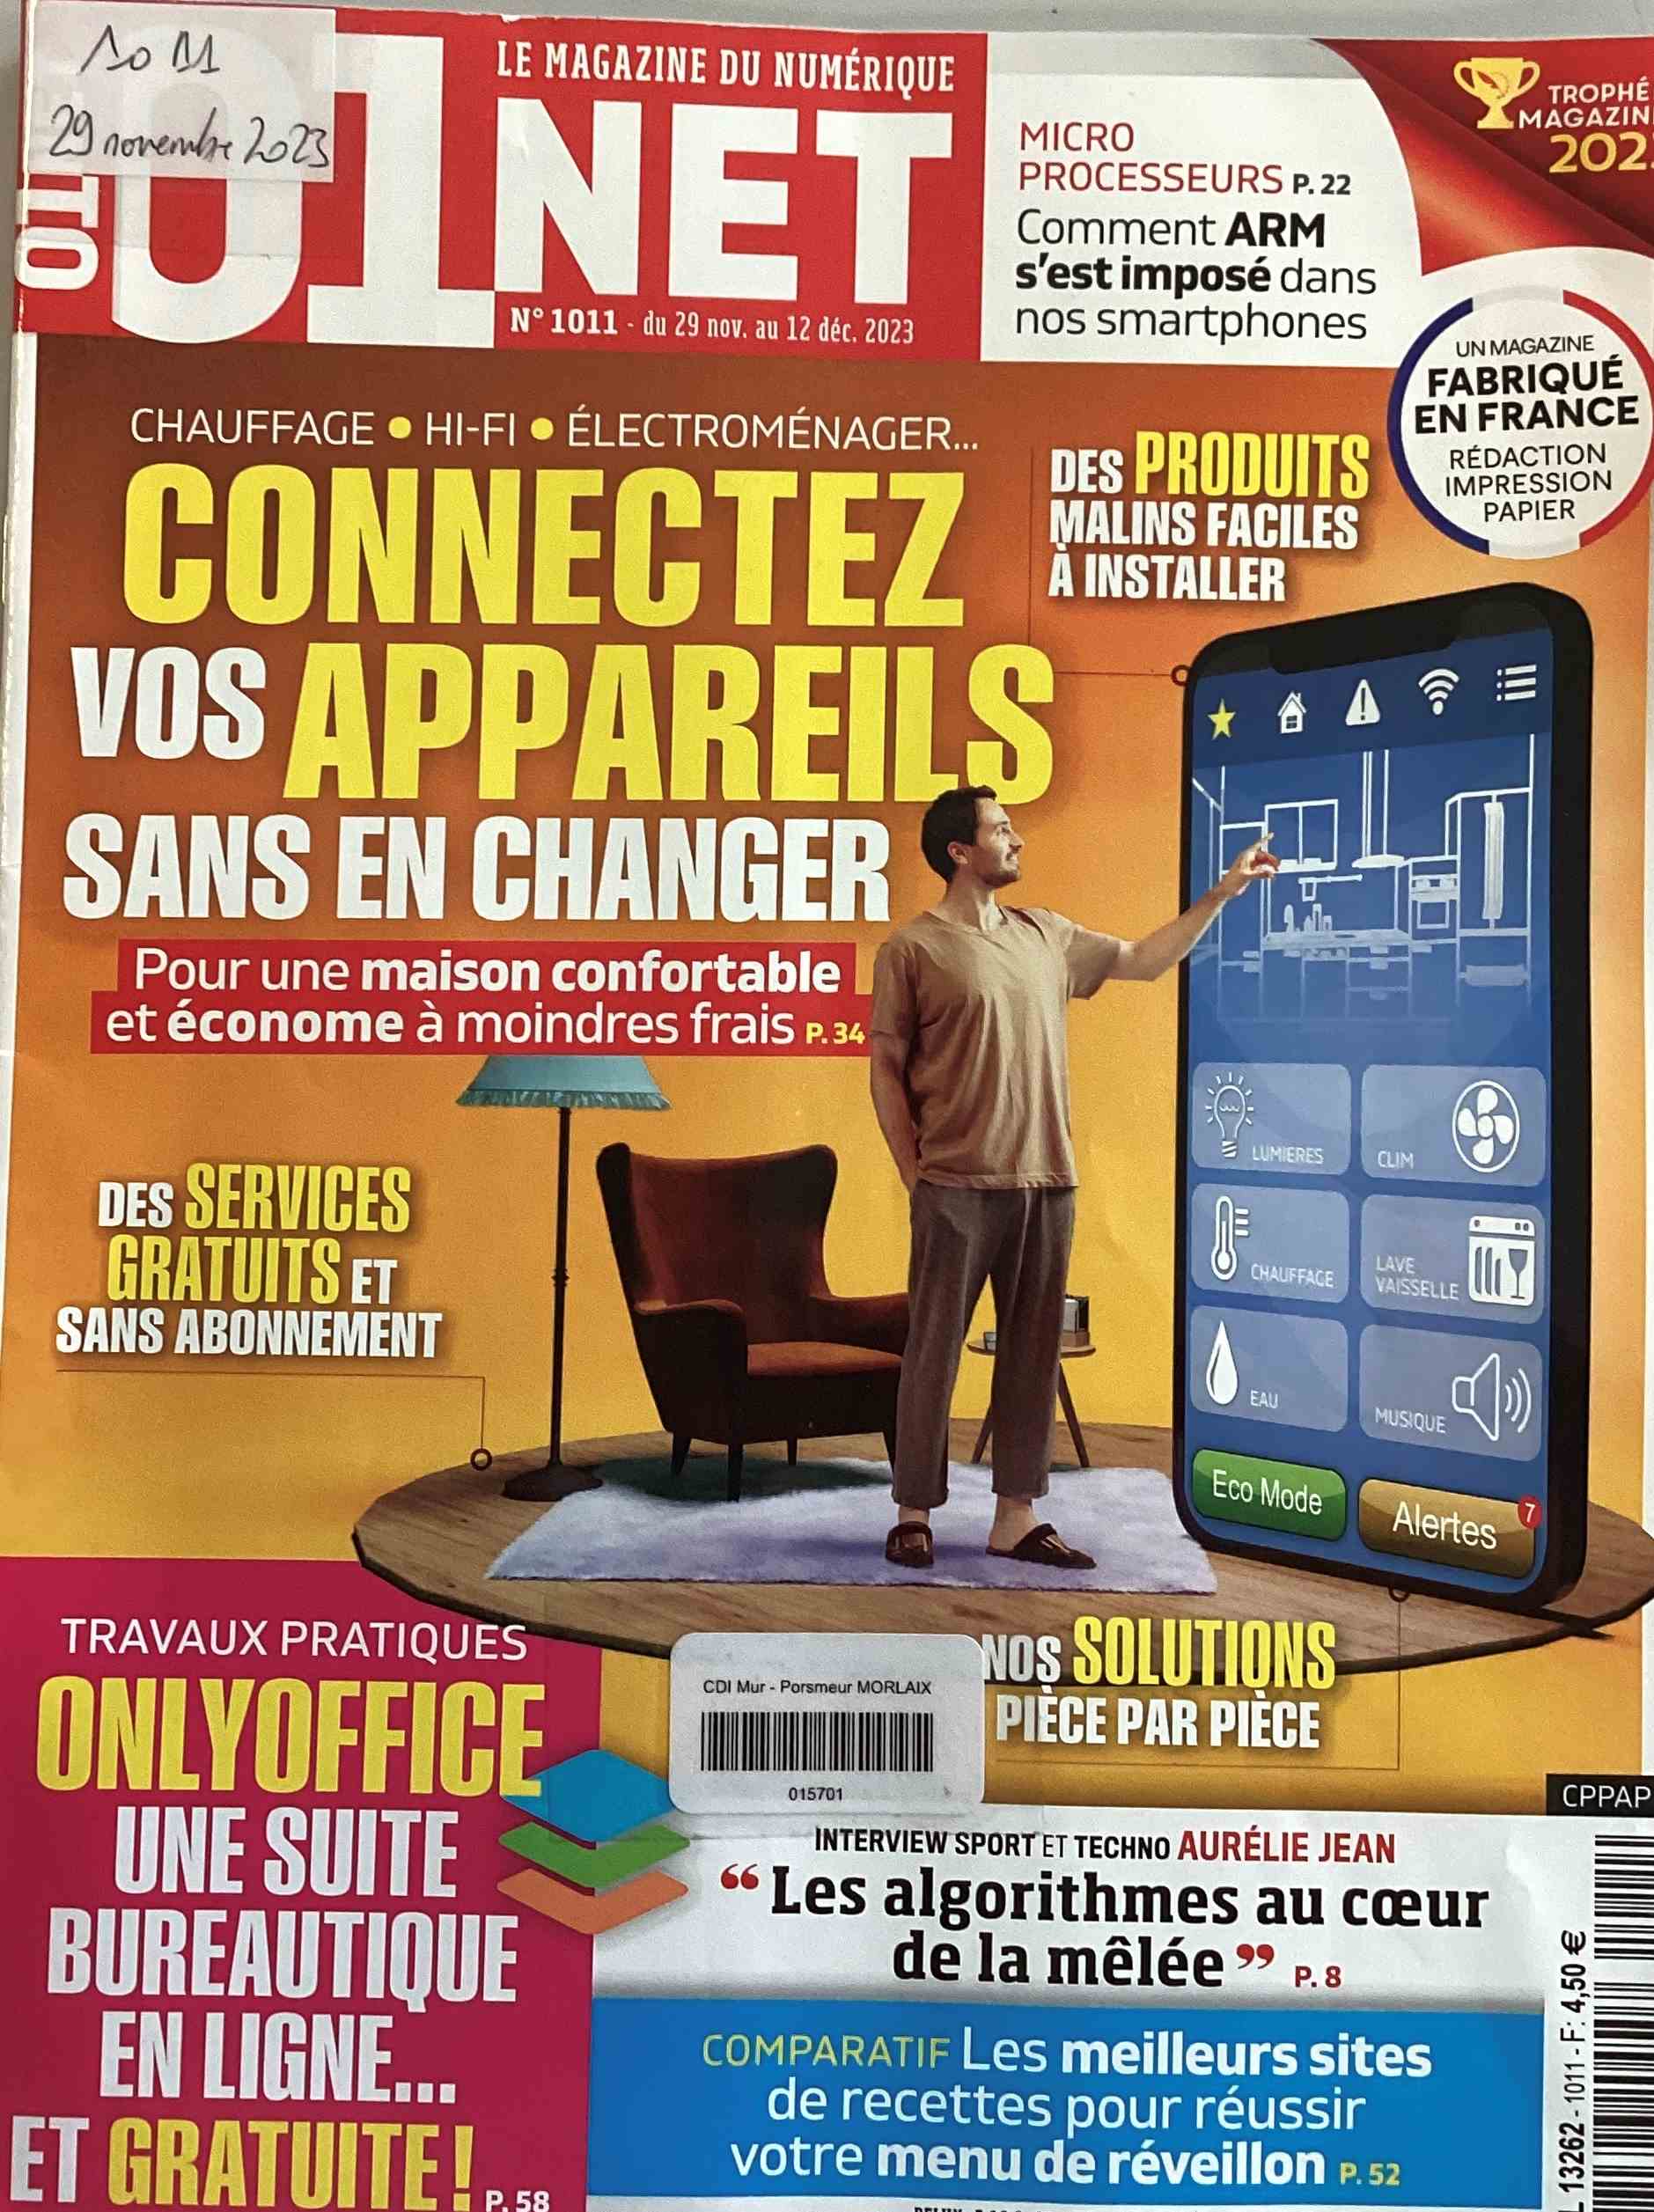 1011
29 novembre 2023
01NET
LE MAGAZINE DU NUMÉRIQUE
N° 1011 - du 29 nov. au 12 déc. 2023
MICRO
PROCESSEURS P. 22
Comment ARM
s'est imposé dans
nos smartphones
UN MAGAZINE
FABRIQUÉ
EN FRANCE
RÉDACTION
IMPRESSION
PAPIER
CHAUFFAGE • HI-FI • ÉLECTROMÉNAGER...
CONNECTEZ
VOS APPAREILS
SANS EN CHANGER
Pour une maison confortable
et économe à moindres frais P. 34
DES PRODUITS
MALINS FACILES
À INSTALLER
LUMIERES
CLIM
CHAUFFAGE
LAVE
VAISSELLE
EAU
MUSIQUE
Eco Mode
Alertes
7
DES SERVICES
GRATUITS ET
SANS ABONNEMENT
NOS SOLUTIONS
PIÈCE PAR PIÈCE
CDI Mur - Porsmeur MORLAIX
015701
TRAVAUX PRATIQUES
ONLYOFFICE
UNE SUITE
BUREAUTIQUE
EN LIGNE...
ET GRATUITE !
P. 58
INTERVIEW SPORT ET TECHNO AURÉLIE JEAN
“ Les algorithmes au cœur
de la mêlée ” P. 8
COMPARATIF Les meilleurs sites
de recettes pour réussir
votre menu de réveillon P. 52
CPPAP
L 13262 - 1011 - F: 4,50 €